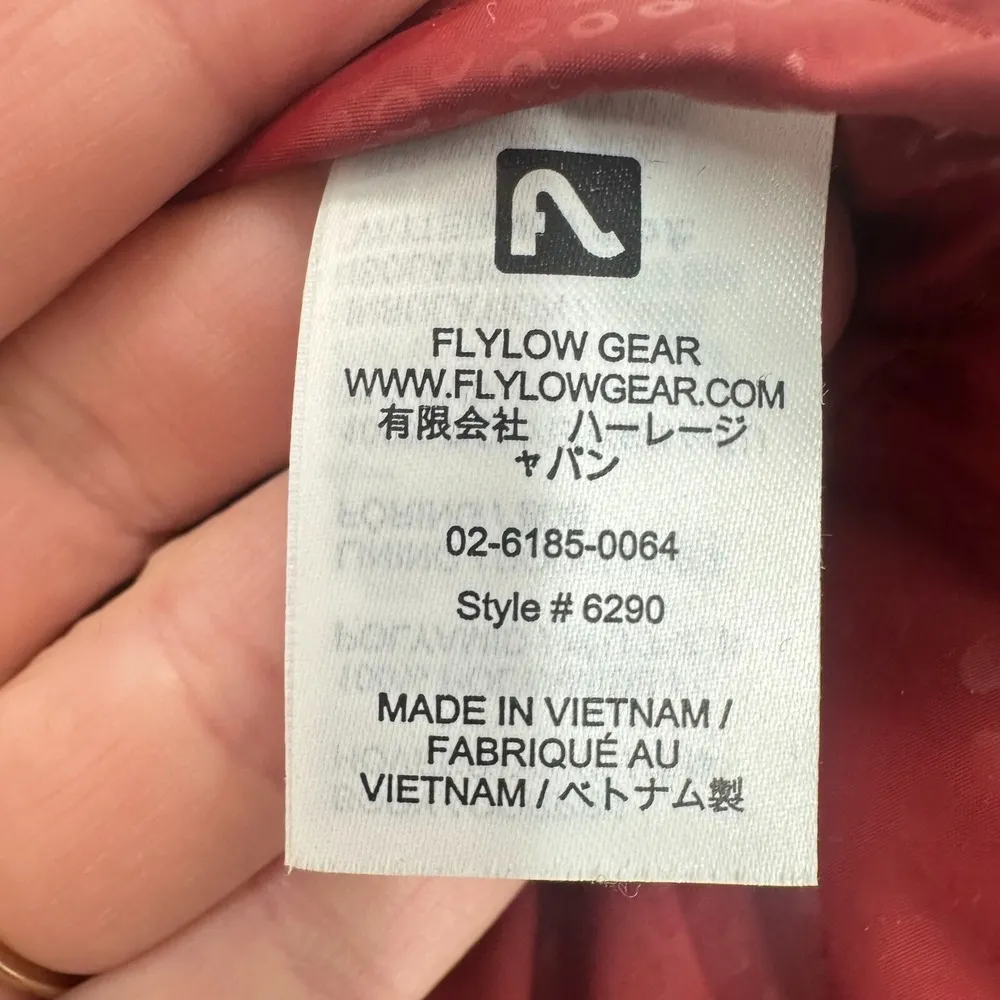 FLYLOW GEAR
WWW.FLYLOWGEAR.COM
有限会社　ハーレージ
ャパン
02-6185-0064
Style # 6290
MADE IN VIETNAM /
FABRIQUÉ AU
VIETNAM / ベトナム製